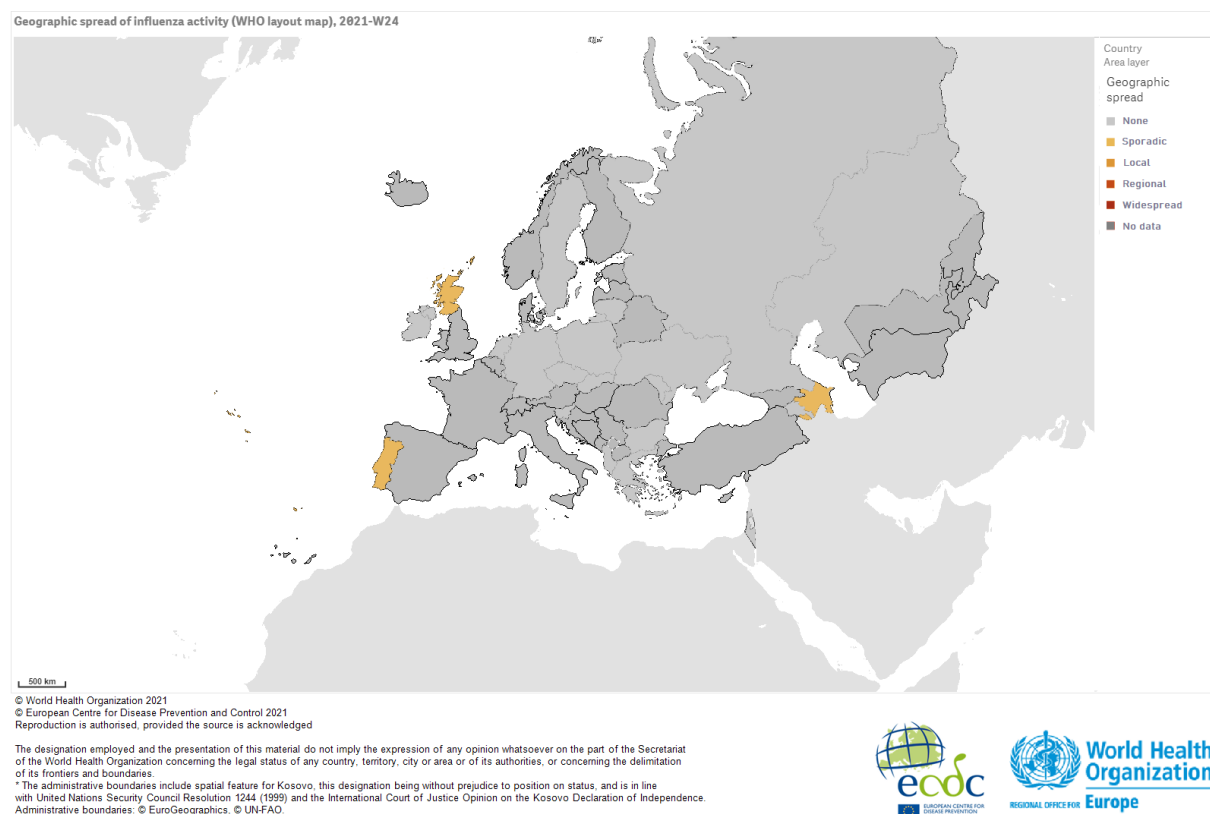 Geographic spread of influenza activity (WHO layout map), 2021-W24
Country
Area layer
Geographic
spread
None
Sporadic
Local
Regional
Widespread
No data
500 km
© World Health Organization 2021
© European Centre for Disease Prevention and Control 2021
Reproduction is authorised, provided the source is acknowledged
The designation employed and the presentation of this material do not imply the expression of any opinion whatsoever on the part of the Secretariat
of the World Health Organization concerning the legal status of any country, territory, city or area or of its authorities, or concerning the delimitation
of its frontiers and boundaries.
* The administrative boundaries include spatial feature for Kosovo, this designation being without prejudice to position on status, and is in line
with United Nations Security Council Resolution 1244 (1999) and the International Court of Justice Opinion on the Kosovo Declaration of Independence.
Administrative boundaries: © EuroGeographics, © UN-FAO.
ecdc
EUROPEAN CENTRE FOR
DISEASE PREVENTION
World Health
Organization
REGIONAL OFFICE FOR Europe